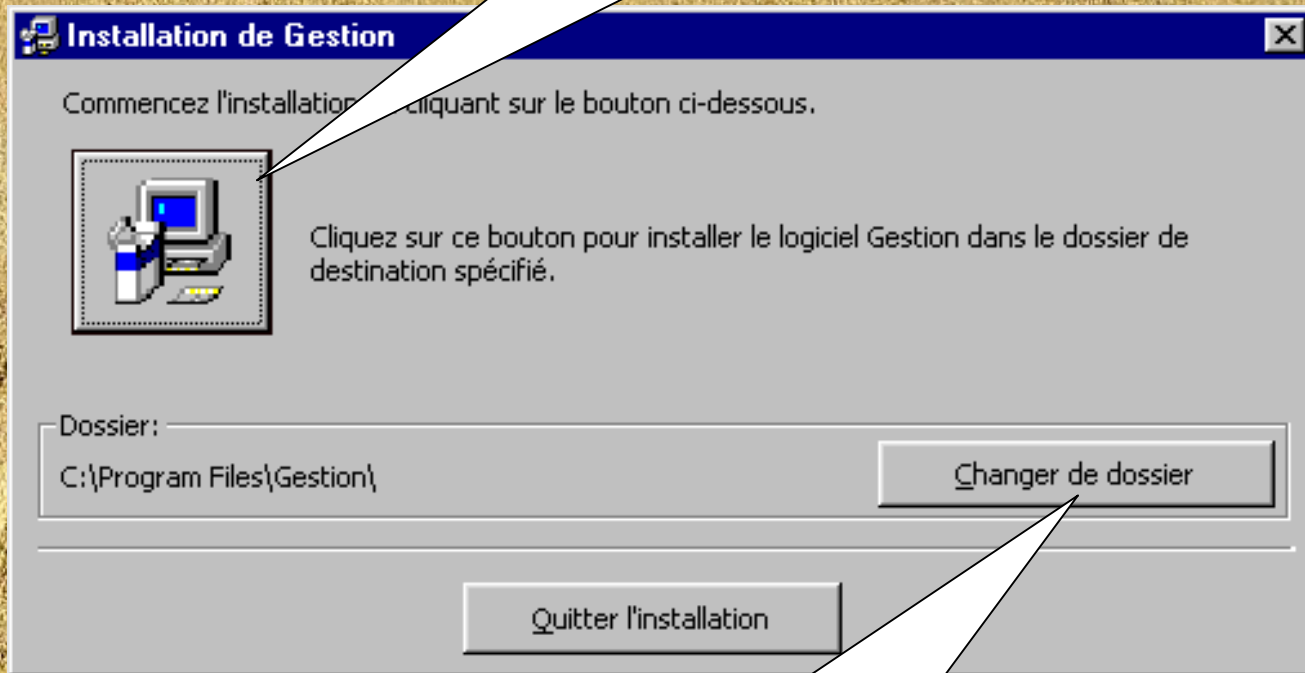 Installation de Gestion
Commencez l'installation cliquant sur le bouton ci-dessous.
Cliquez sur ce bouton pour installer le logiciel Gestion dans le dossier de
destination spécifié.
Dossier:
C:\Program Files\Gestion\
Changer de dossier
Quitter l'installation